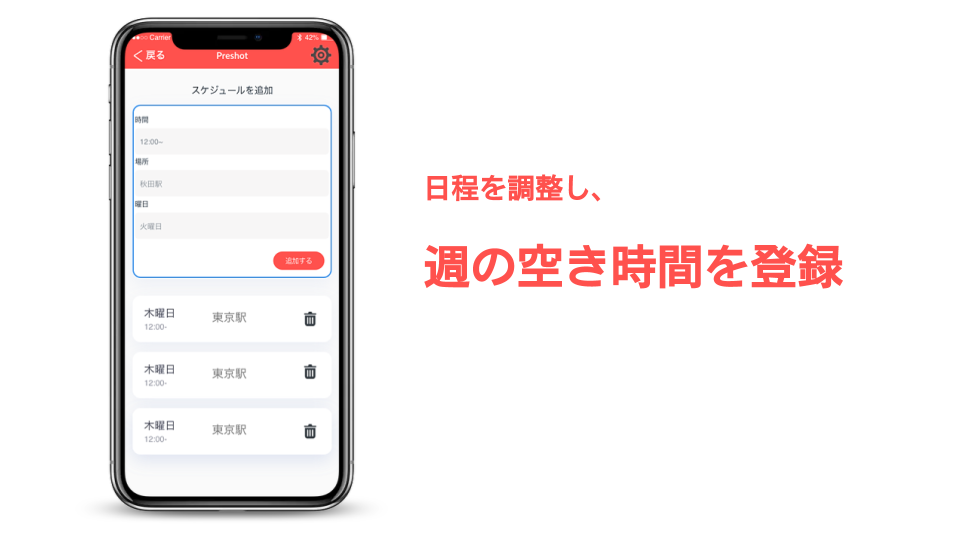 Carrier
42%
戻る
Preshot
スケジュールを追加
時間
12:00~
場所
秋田駅
曜日
火曜日
追加する
木曜日
東京駅
12:00-
木曜日
東京駅
12:00-
木曜日
東京駅
12:00-
日程を調整し、
週の空き時間を登録